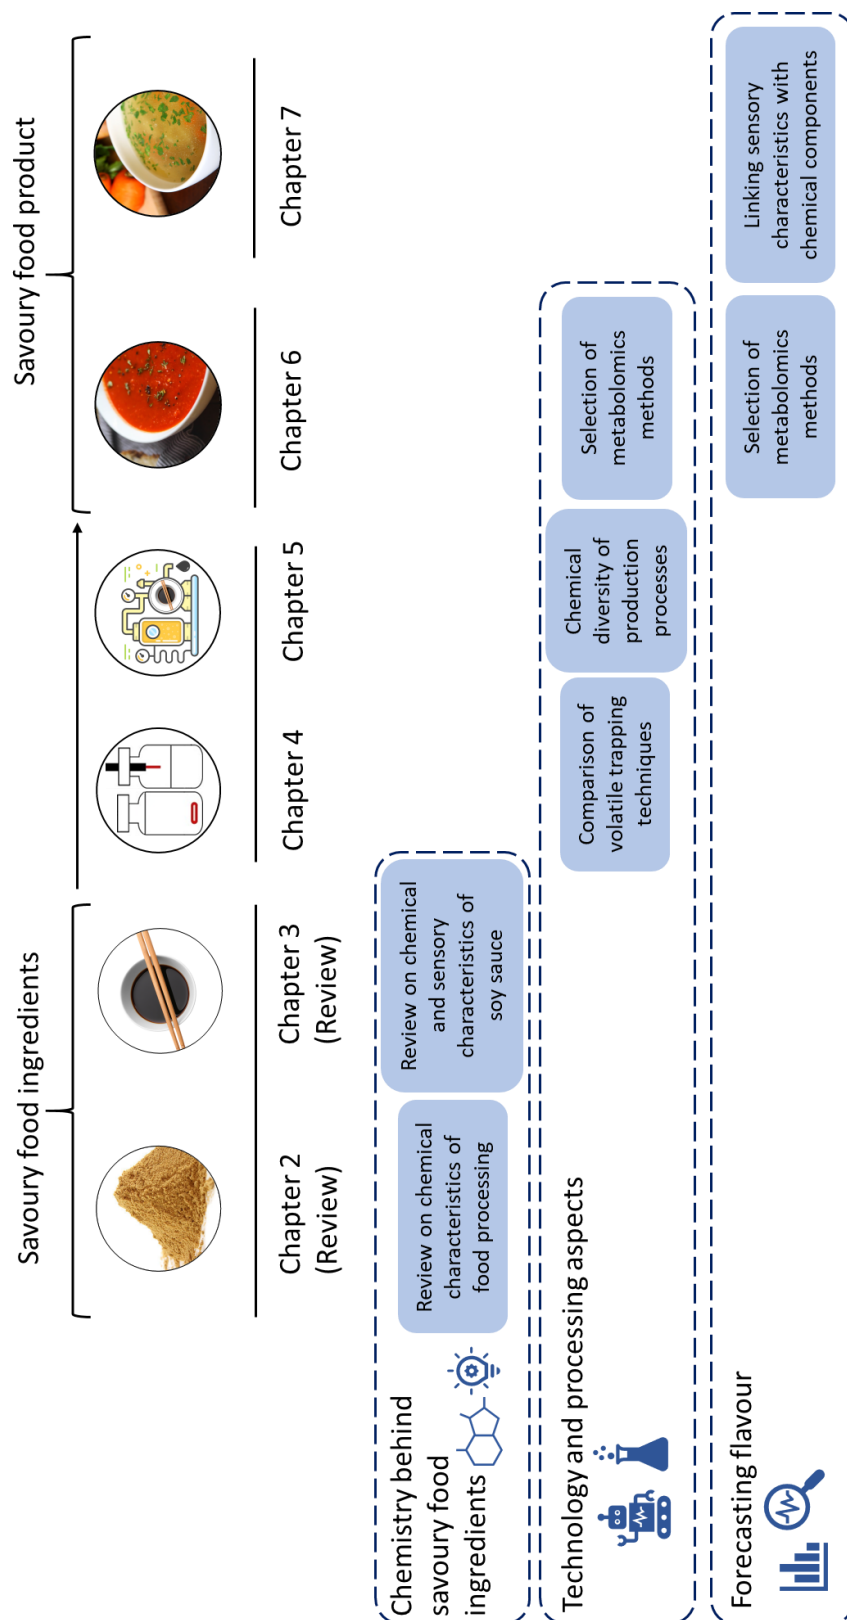 Savoury food ingredients
Savoury food product
Chapter 2
(Review)
Chapter 3
(Review)
Chapter 4
Chapter 5
Chapter 6
Chapter 7
Chemistry behind
savoury food
ingredients
Review on chemical
characteristics of
food processing
Review on chemical
and sensory
characteristics of
soy sauce
Technology and processing aspects
Comparison of
volatile trapping
techniques
Chemical
diversity of
production
processes
Selection of
metabolomics
methods
Forecasting flavour
Selection of
metabolomics
methods
Linking sensory
characteristics with
chemical components